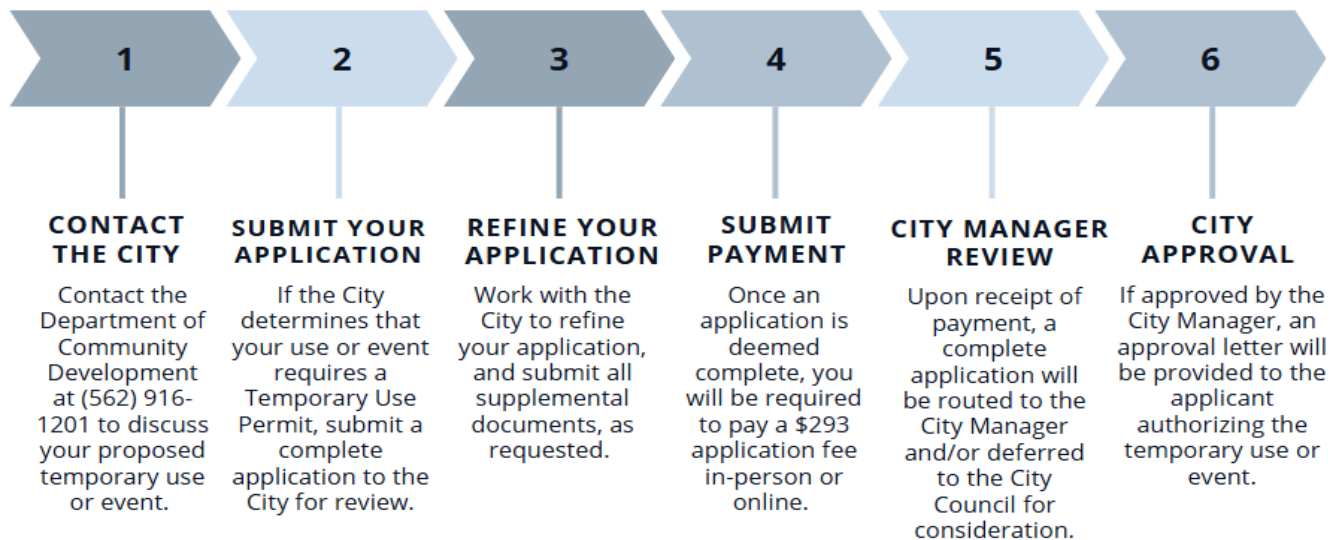 1
2
3
4
5
6
CONTACT
THE CITY
Contact the
Department of
Community
Development
at (562) 916-
1201 to discuss
your proposed
temporary use
or event.
SUBMIT YOUR
APPLICATION
If the City
determines that
your use or event
requires a
Temporary Use
Permit, submit a
complete
application to the
City for review.
REFINE YOUR
APPLICATION
Work with the
City to refine
your application,
and submit all
supplemental
documents, as
requested.
SUBMIT
PAYMENT
Once an
application is
deemed
complete, you
will be required
to pay a $293
application fee
in-person or
online.
CITY MANAGER
REVIEW
Upon receipt of
payment, a
complete
application will
be routed to the
City Manager
and/or deferred
to the City
Council for
consideration.
CITY
APPROVAL
If approved by the
City Manager, an
approval letter will
be provided to the
applicant
authorizing the
temporary use or
event.